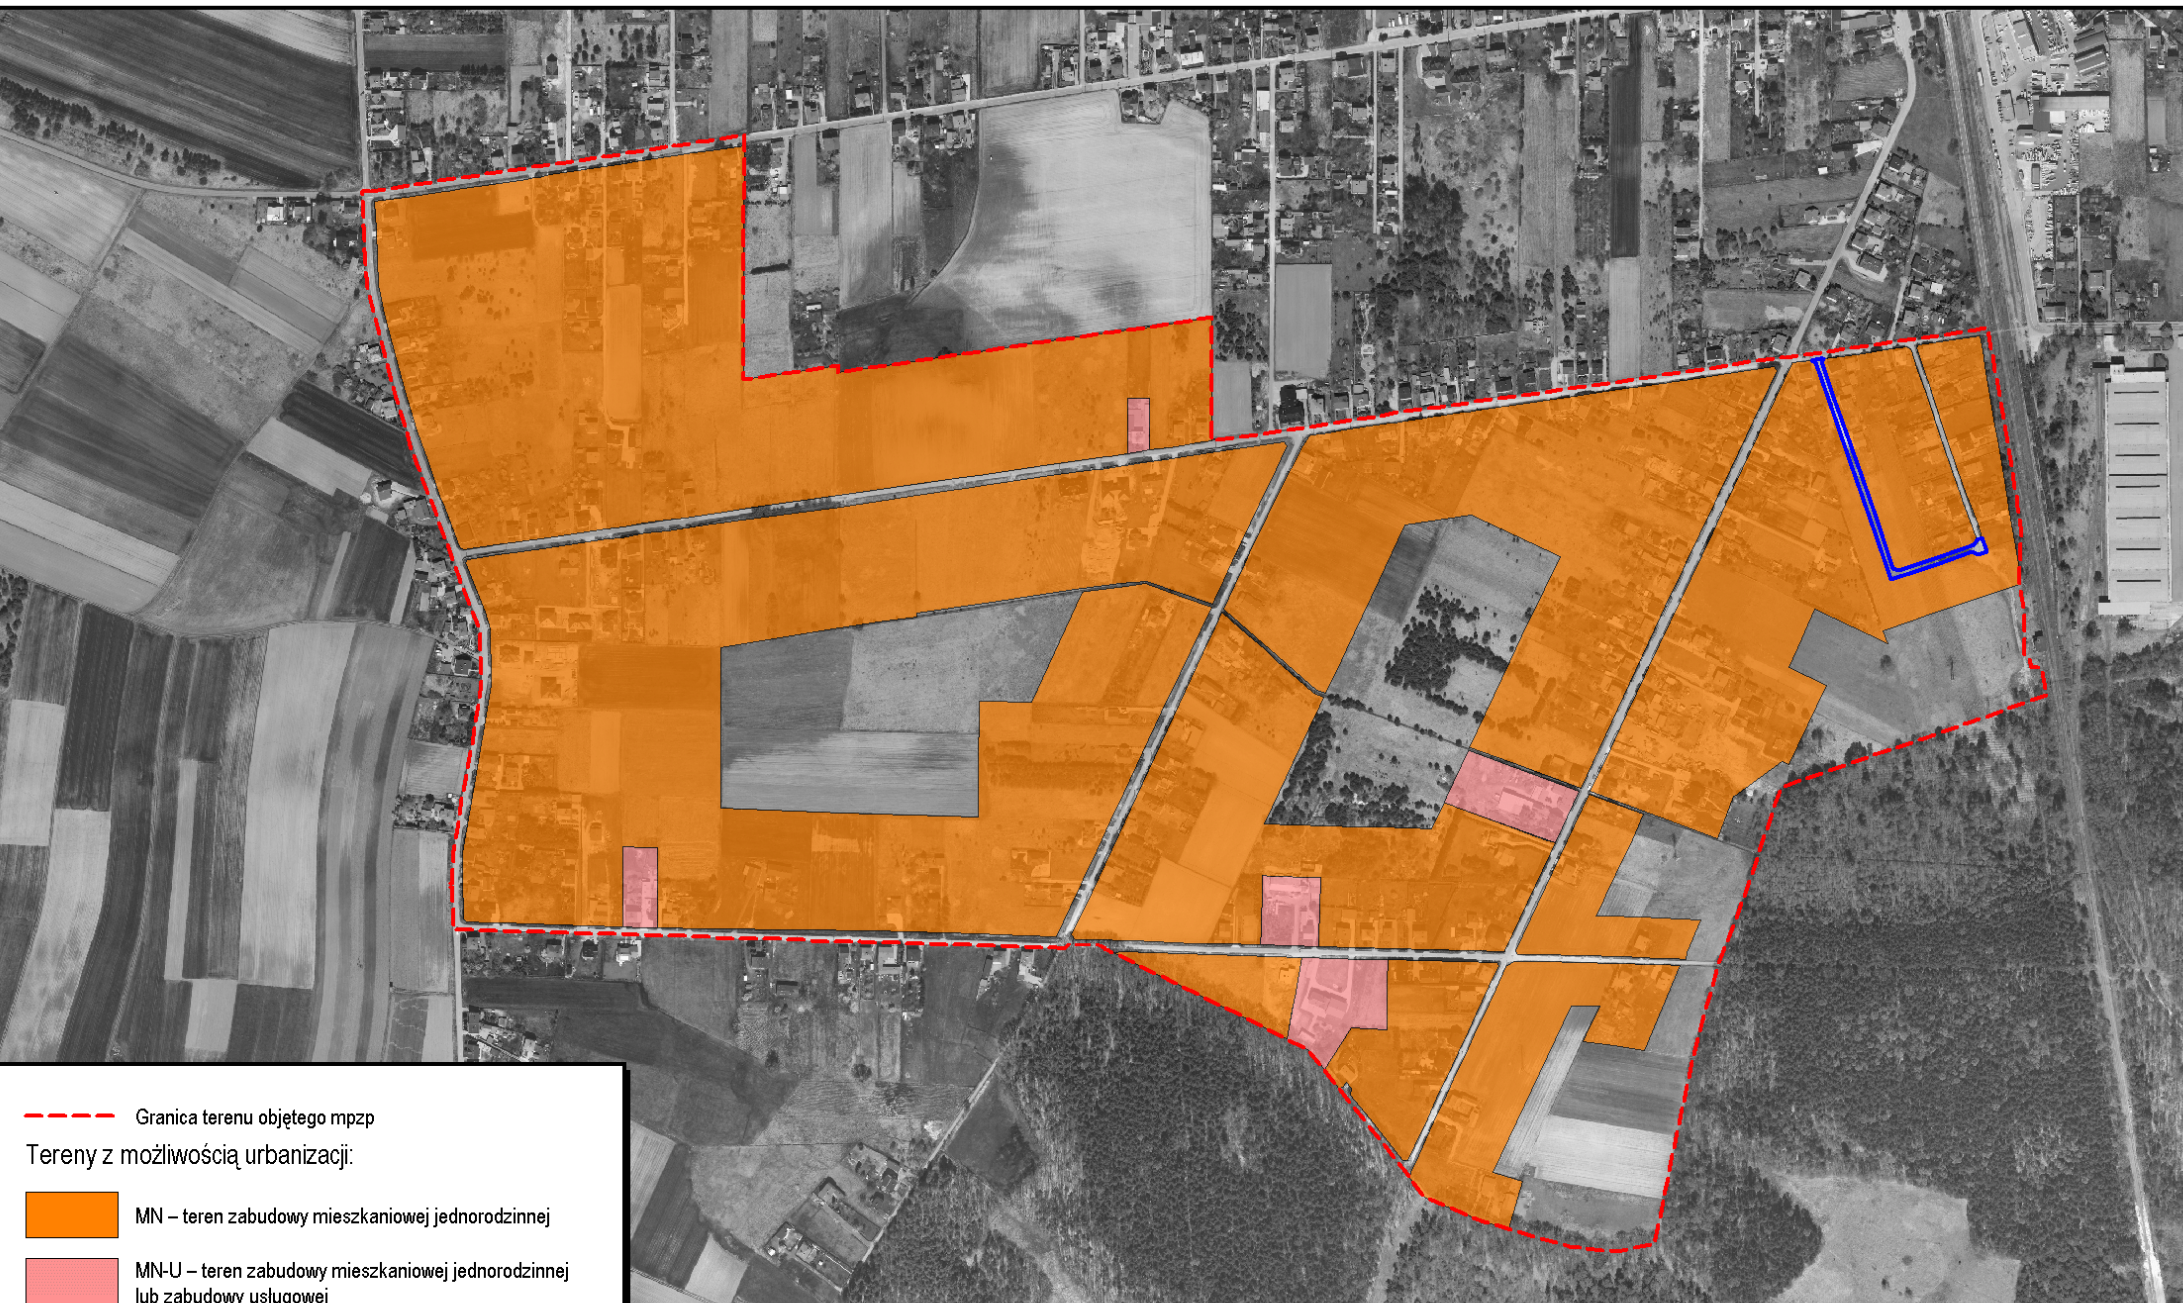 Granica terenu objętego mpzp
Tereny z możliwością urbanizacji:
MN – teren zabudowy mieszkaniowej jednorodzinnej
MN-U – teren zabudowy mieszkaniowej jednorodzinnej
lub zabudowy usługowej